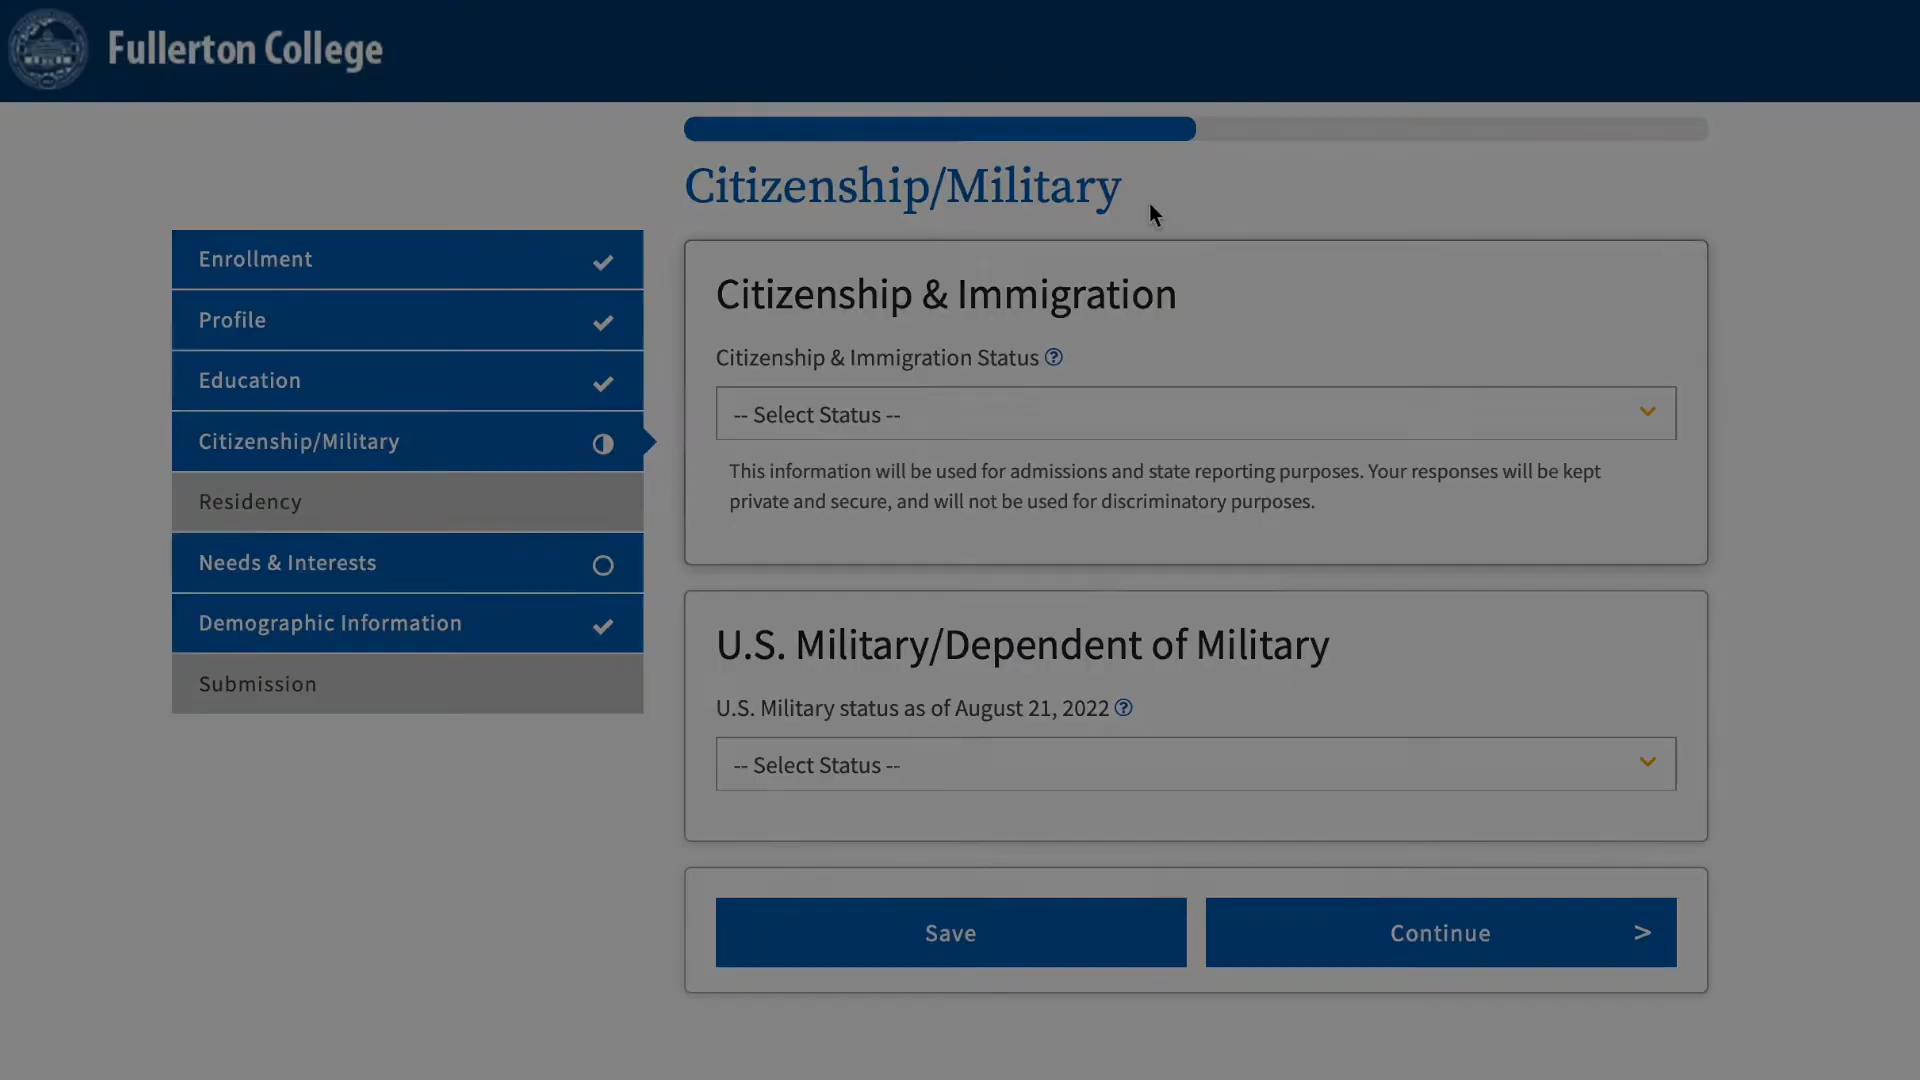 Fullerton College
Citizenship/Military
Enrollment
Profile
Education
Citizenship/Military
Residency
Needs & Interests
Demographic Information
Submission
Citizenship & Immigration
Citizenship & Immigration Status
-- Select Status --
This information will be used for admissions and state reporting purposes. Your responses will be kept
private and secure, and will not be used for discriminatory purposes.
U.S. Military/Dependent of Military
U.S. Military status as of August 21, 2022
-- Select Status --
Save
Continue >